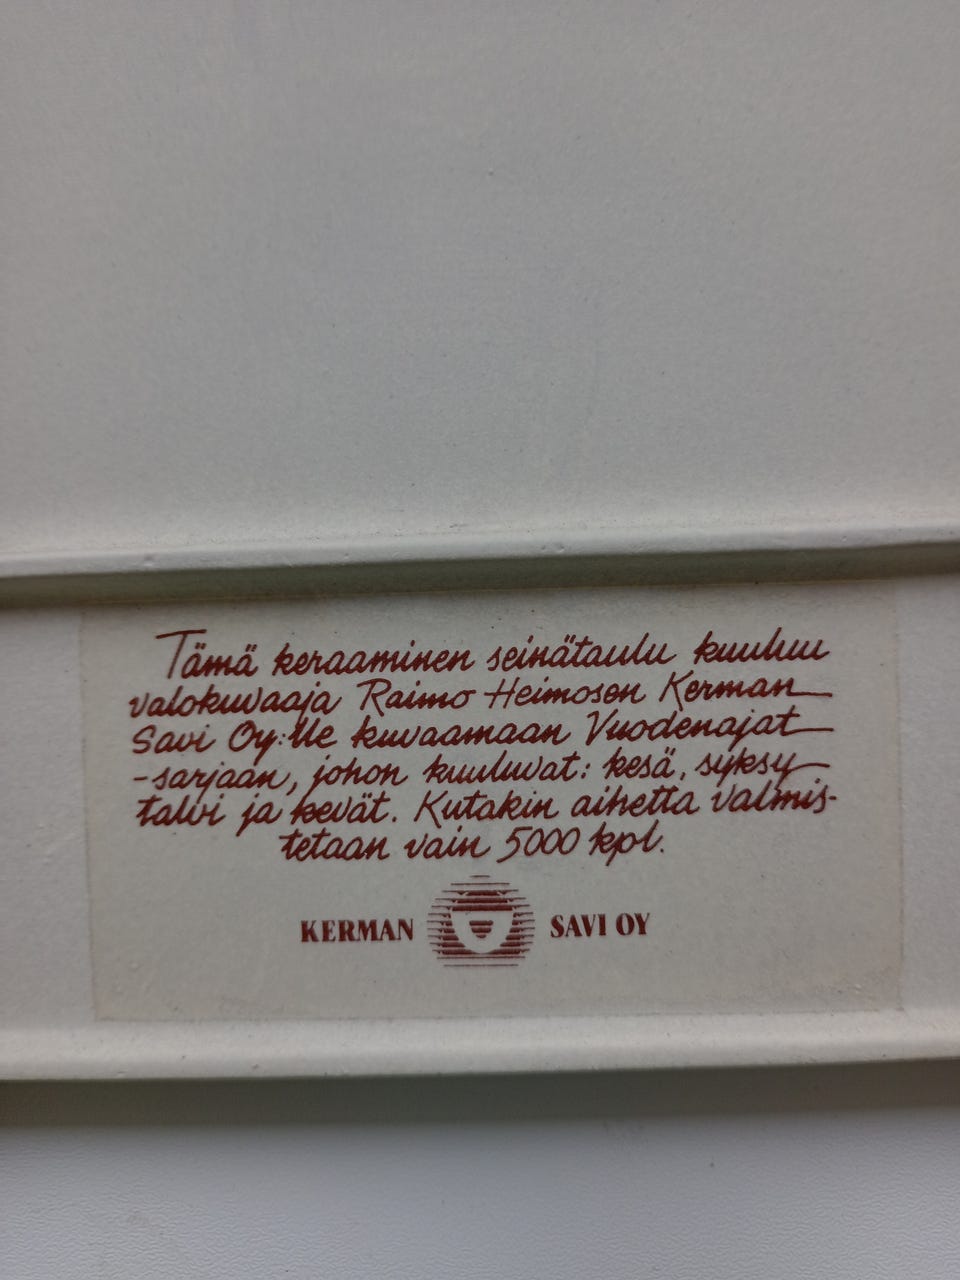 Tämä keraaminen seinätaulu kuuluu
valokuvaaja Raimo Heimosen Kerman
Savi Oy:lle kuvaamaan Vuodenajat
-sarjaan, johon kuuluvat: kesä, syksy
talvi ja kevät. Kutakin aihetta valmis-
tetaan vain 5000 kpl.
KERMAN SAVI OY